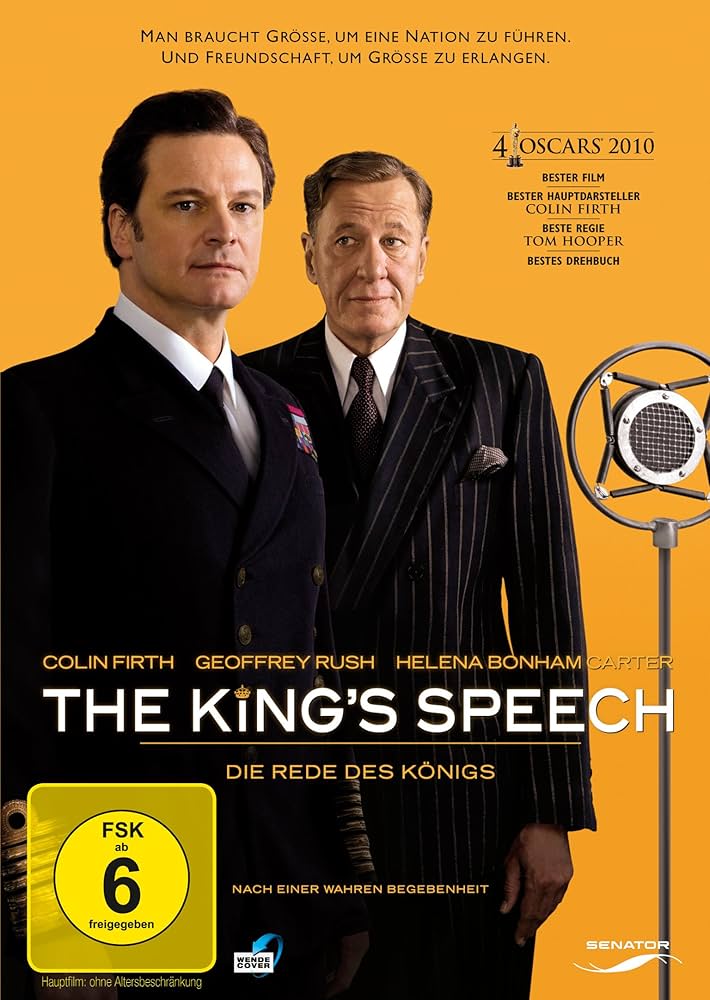 MAN BRAUCHT GRÖSSE, UM EINE NATION ZU FÜHREN.
UND FREUNDSCHAFT, UM GRÖSSE ZU ERLANGEN.
4 OSCARS® 2010
BESTER FILM
BESTER HAUPTDARSTELLER
COLIN FIRTH
BESTE REGIE
TOM HOOPER
BESTES DREHBUCH
COLIN FIRTH GEOFFREY RUSH HELENA BONHAM CARTER
THE KING'S SPEECH
DIE REDE DES KÖNIGS
FSK
ab
6
freigegeben
NACH EINER WAHREN BEGEBENHEIT
WENDE
COVER
SENATOR
Hauptfilm: ohne Altersbeschränkung